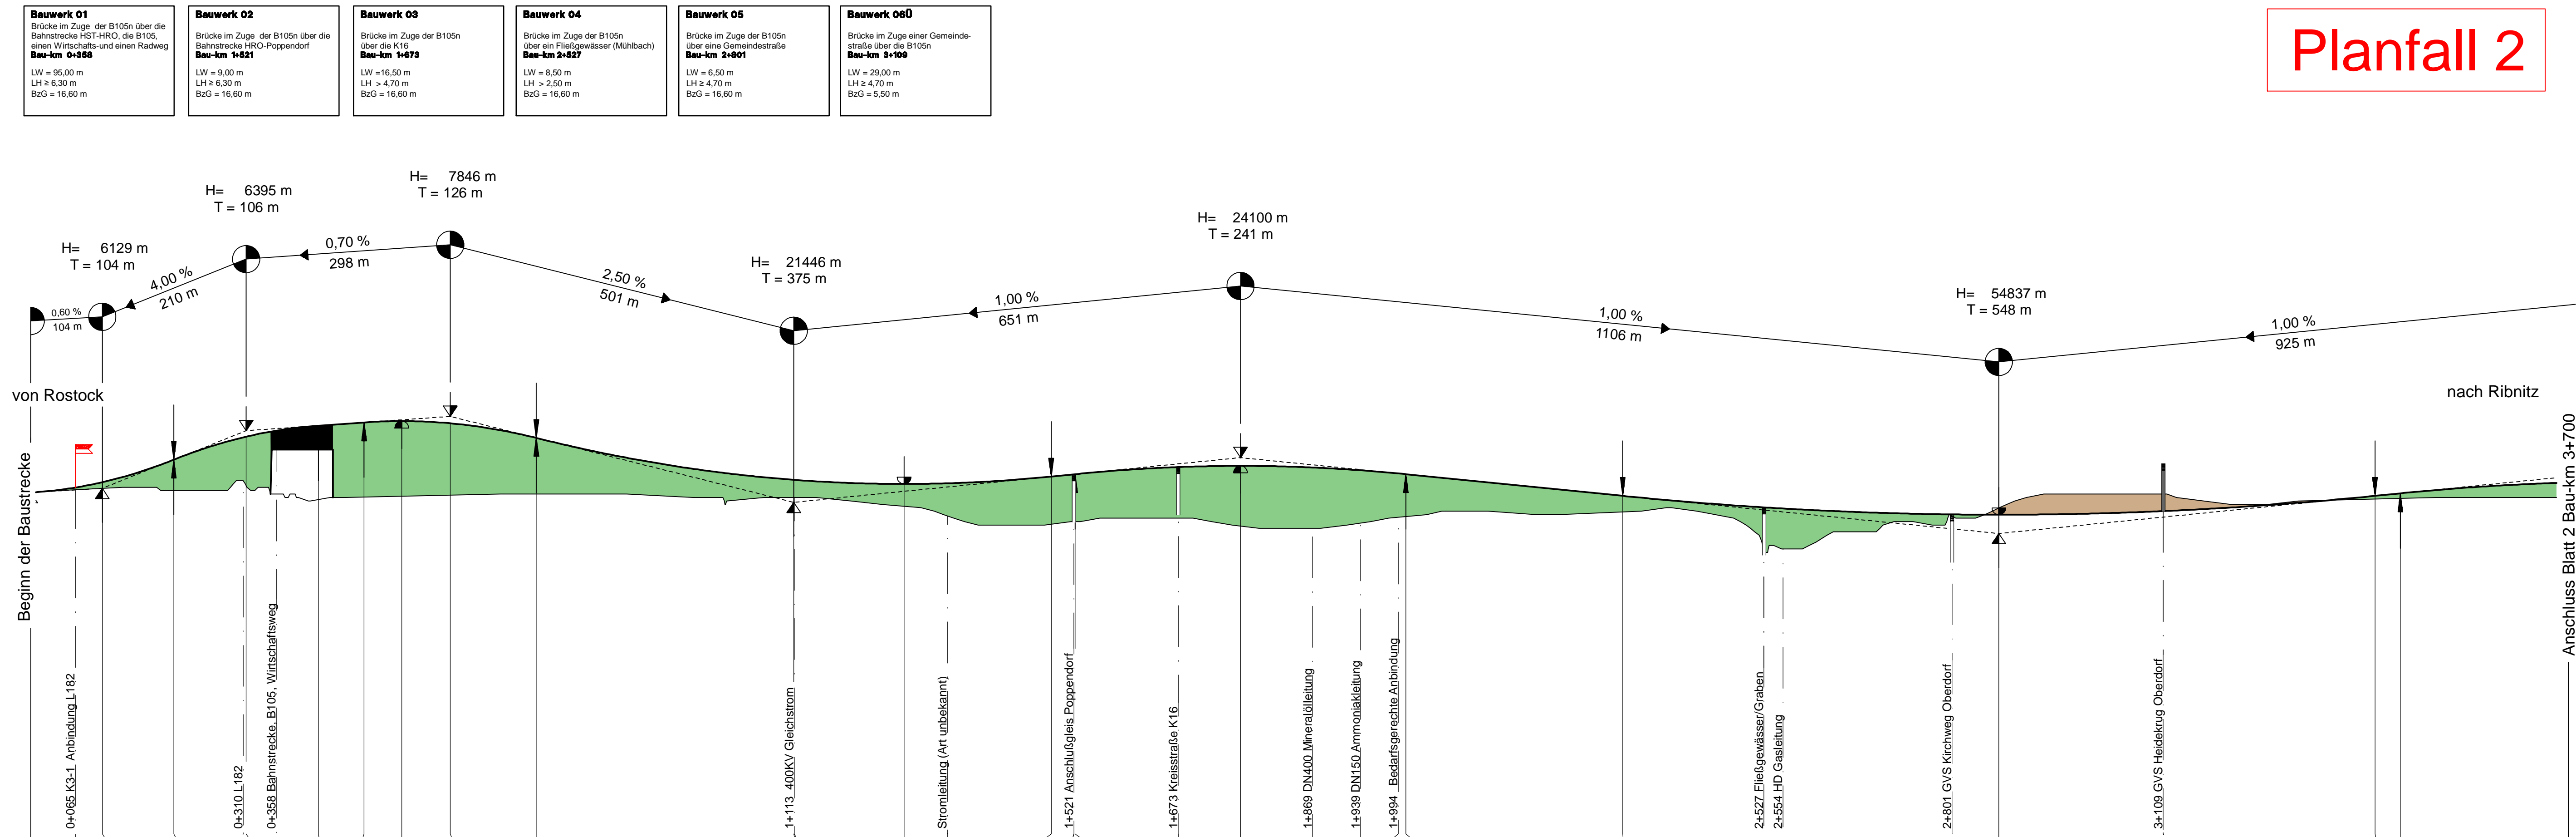 Bauwerk 01
Brücke im Zuge der B105n über die
Bahnstrecke HST-HRO, die B105,
einen Wirtschafts-und einen Radweg
Bau-km 0+358
LW = 95,00 m
LH ≥ 6,30 m
BzG = 16,60 m
Bauwerk 02
Brücke im Zuge der B105n über die
Bahnstrecke HRO-Poppendorf
Bau-km 1+521
LW = 9,00 m
LH ≥ 6,30 m
BzG = 16,60 m
Bauwerk 03
Brücke im Zuge der B105n
über die K16
Bau-km 1+673
LW =16,50 m
LH > 4,70 m
BzG = 16,60 m
Bauwerk 04
Brücke im Zuge der B105n
über ein Fließgewässer (Mühlbach)
Bau-km 2+527
LW = 8,50 m
LH > 2,50 m
BzG = 16,60 m
Bauwerk 05
Brücke im Zuge der B105n
über eine Gemeindestraße
Bau-km 2+801
LW = 6,50 m
LH ≥ 4,70 m
BzG = 16,60 m
Bauwerk 06Ü
Brücke im Zuge einer Gemeinde-
straße über die B105n
Bau-km 3+109
LW = 29,00 m
LH ≥ 4,70 m
BzG = 5,50 m
Planfall 2
H= 6129 m
T = 104 m
H= 6395 m
T = 106 m
H= 7846 m
T = 126 m
H= 21446 m
T = 375 m
H= 24100 m
T = 241 m
H= 54837 m
T = 548 m
0,60 %
104 m
4,00 %
210 m
0,70 %
298 m
2,50 %
501 m
1,00 %
651 m
1,00 %
1106 m
1,00 %
925 m
von Rostock
nach Ribnitz
Beginn der Baustrecke
0+065 K3-1 Anbindung L182
0+310 L182
0+358 Bahnstrecke, B105, Wirtschaftsweg
1+113 400KV Gleichstrom
Stromleitung (Art unbekannt)
1+521 Anschlußgleis Poppendorf
1+673 Kreisstraße K16
1+869 DN400 Mineralölleitung
1+939 DN150 Ammoniakleitung
1+994 Bedarfsgerechte Anbindung
2+527 Fließgewässer/Graben
2+554 HD Gasleitung
2+801 GVS Kirchweg Oberdorf
3+109 GVS Heidekrug Oberdorf
Anschluss Blatt 2 Bau-km 3+700